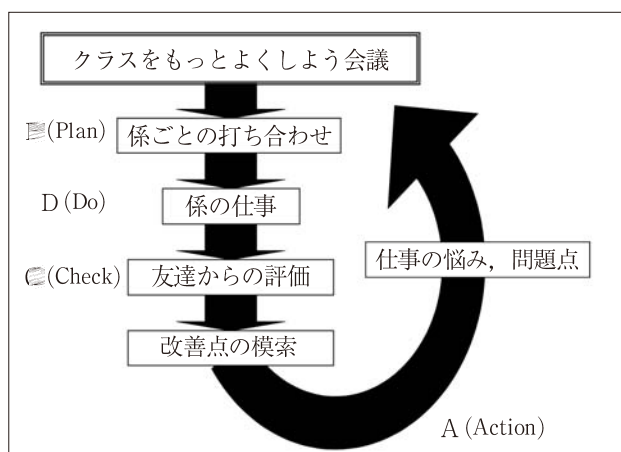 クラスをもっとよくしよう会議
(Plan) 係ごとの打ち合わせ
D (Do) 係の仕事
(Check) 友達からの評価
仕事の悩み，問題点
改善点の模索
A (Action)